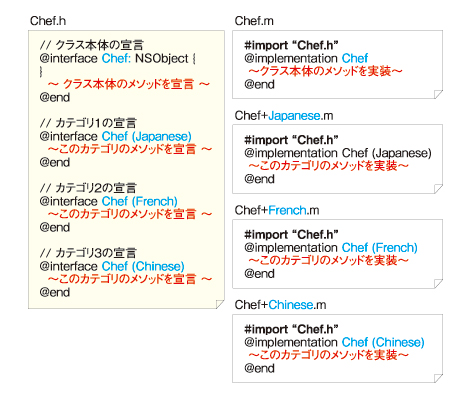 Chef.h
// クラス本体の宣言
@interface Chef: NSObject {
}
～ クラス本体のメソッドを宣言 ～
@end
// カテゴリ1の宣言
@interface Chef (Japanese)
～このカテゴリのメソッドを宣言 ～
@end
// カテゴリ2の宣言
@interface Chef (French)
～このカテゴリのメソッドを宣言 ～
@end
// カテゴリ3の宣言
@interface Chef (Chinese)
～このカテゴリのメソッドを宣言 ～
@end
Chef.m
#import “Chef.h”
@implementation Chef
～クラス本体のメソッドを実装～
@end
Chef+Japanese.m
#import “Chef.h”
@implementation Chef (Japanese)
～このカテゴリのメソッドを実装～
@end
Chef+French.m
#import “Chef.h”
@implementation Chef (French)
～このカテゴリのメソッドを実装～
@end
Chef+Chinese.m
#import “Chef.h”
@implementation Chef (Chinese)
～このカテゴリのメソッドを実装～
@end